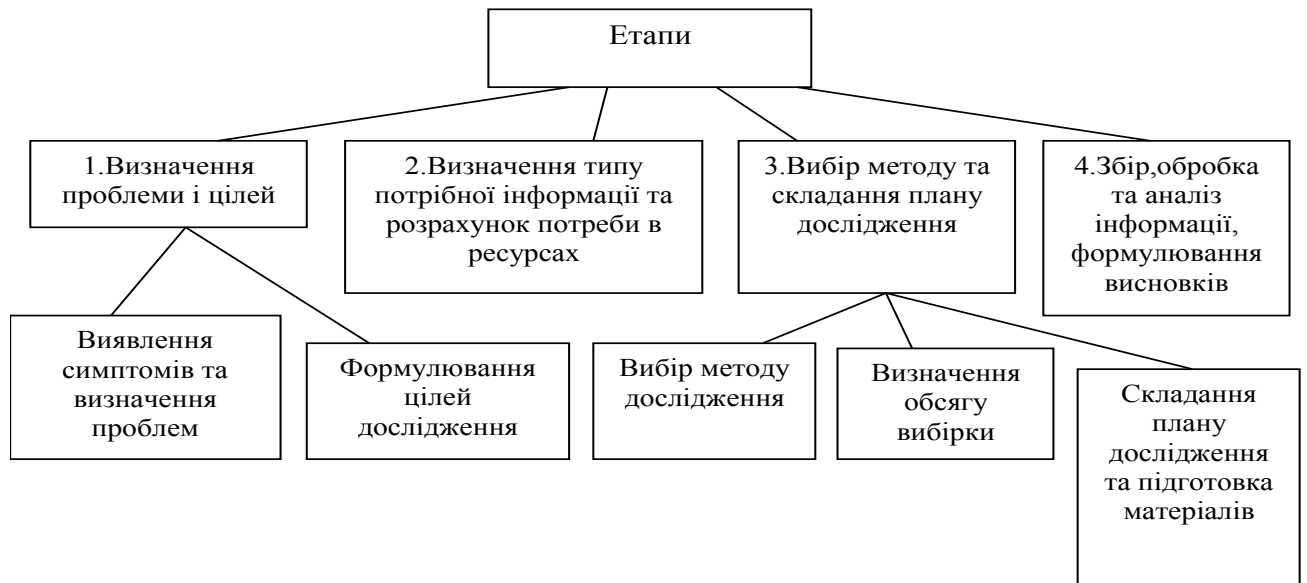 Етапи
1.Визначення
проблеми і цілей
2.Визначення типу
потрібної інформації та
розрахунок потреби в
ресурсах
3.Вибір методу та
складання плану
дослідження
4.Збір,обробка
та аналіз
інформації,
формулювання
висновків
Виявлення
симптомів та
визначення
проблем
Формулювання
цілей
дослідження
Вибір методу
дослідження
Визначення
обсягу
вибірки
Складання
плану
дослідження
та підготовка
матеріалів